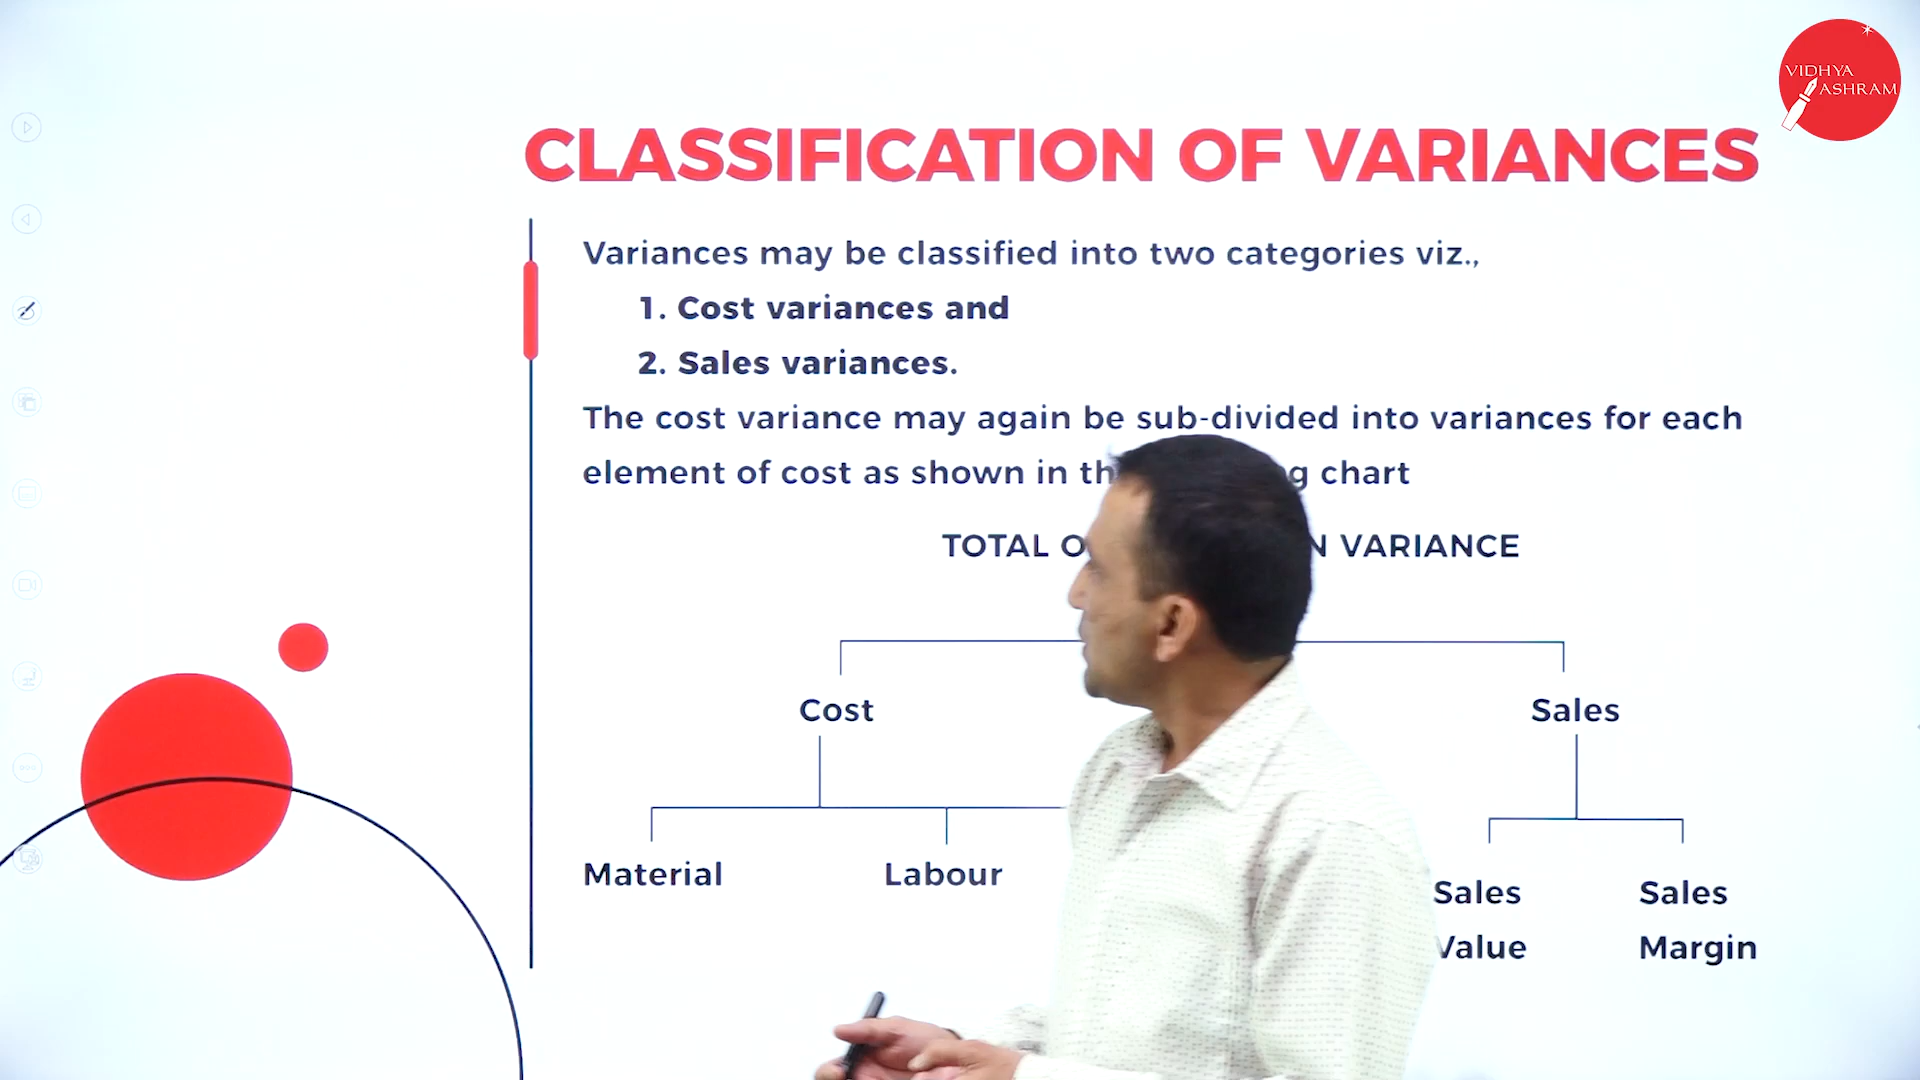 VIDHYA
ASHRAM
CLASSIFICATION OF VARIANCES
Variances may be classified into two categories viz.,
1. Cost variances and
2. Sales variances.
The cost variance may again be sub-divided into variances for each
element of cost as shown in chart
TOTAL VARIANCE
Cost Sales
Material Labour
Sales Sales
Value Margin